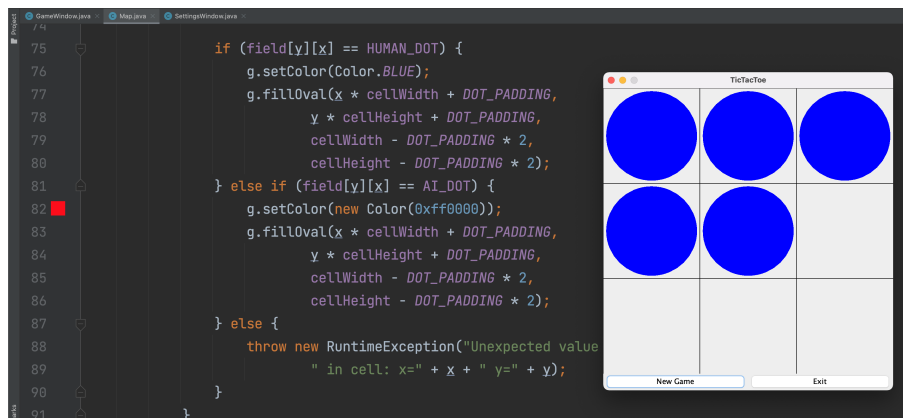 Project
GameWindow.java
Map.java
SettingsWindow.java
74
75 if (field[y][x] == HUMAN_DOT) {
76 g.setColor(Color.BLUE);
77 g.fillOval(x * cellWidth + DOT_PADDING,
78 y * cellHeight + DOT_PADDING,
79 cellWidth - DOT_PADDING * 2,
80 cellHeight - DOT_PADDING * 2);
81 } else if (field[y][x] == AI_DOT) {
82 g.setColor(new Color(0xff0000));
83 g.fillOval(x * cellWidth + DOT_PADDING,
84 y * cellHeight + DOT_PADDING,
85 cellWidth - DOT_PADDING * 2,
86 cellHeight - DOT_PADDING * 2);
87 } else {
88 throw new RuntimeException("Unexpected value
89 " in cell: x=" + x + " y=" + y);
90 }
91 }
TicTacToe
New Game
Exit